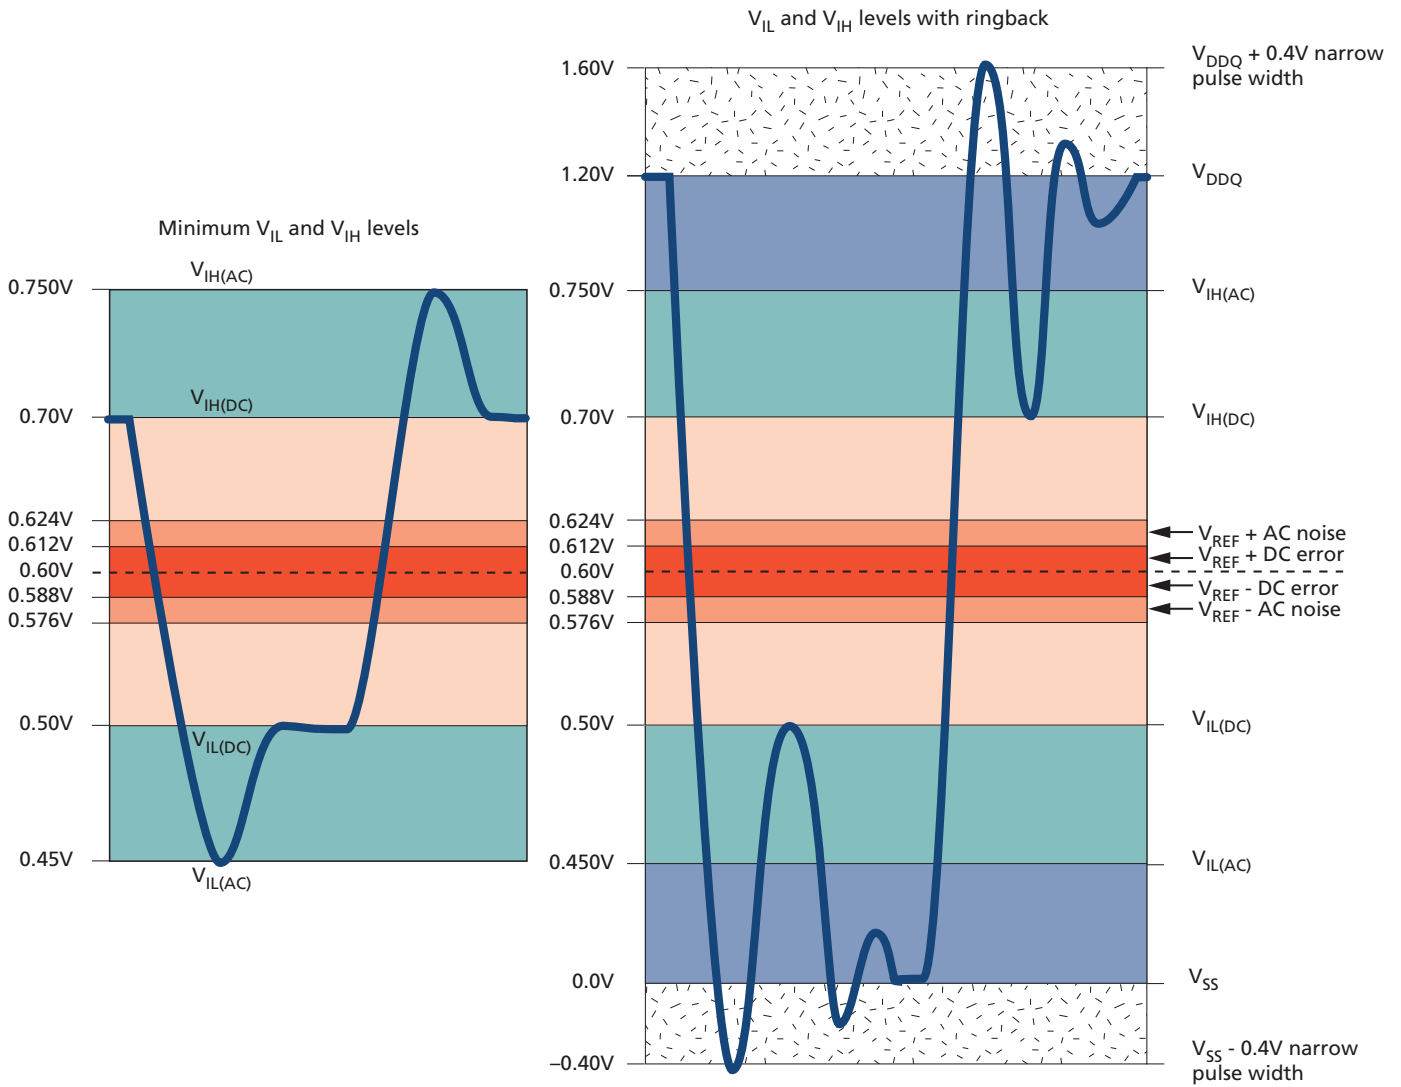 Minimum VIL and VIH levels
VIH(AC)
0.750V
VIH(DC)
0.70V
0.624V
0.612V
0.60V
0.588V
0.576V
0.50V
VIL(DC)
0.45V
VIL(AC)
VIL and VIH levels with ringback
1.60V
VDDQ + 0.4V narrow
pulse width
1.20V
VDDQ
0.750V
VIH(AC)
0.70V
VIH(DC)
0.624V
VREF + AC noise
0.612V
VREF + DC error
0.60V
0.588V
VREF - DC error
0.576V
VREF - AC noise
0.50V
VIL(DC)
0.450V
VIL(AC)
0.0V
VSS
–0.40V
VSS - 0.4V narrow
pulse width